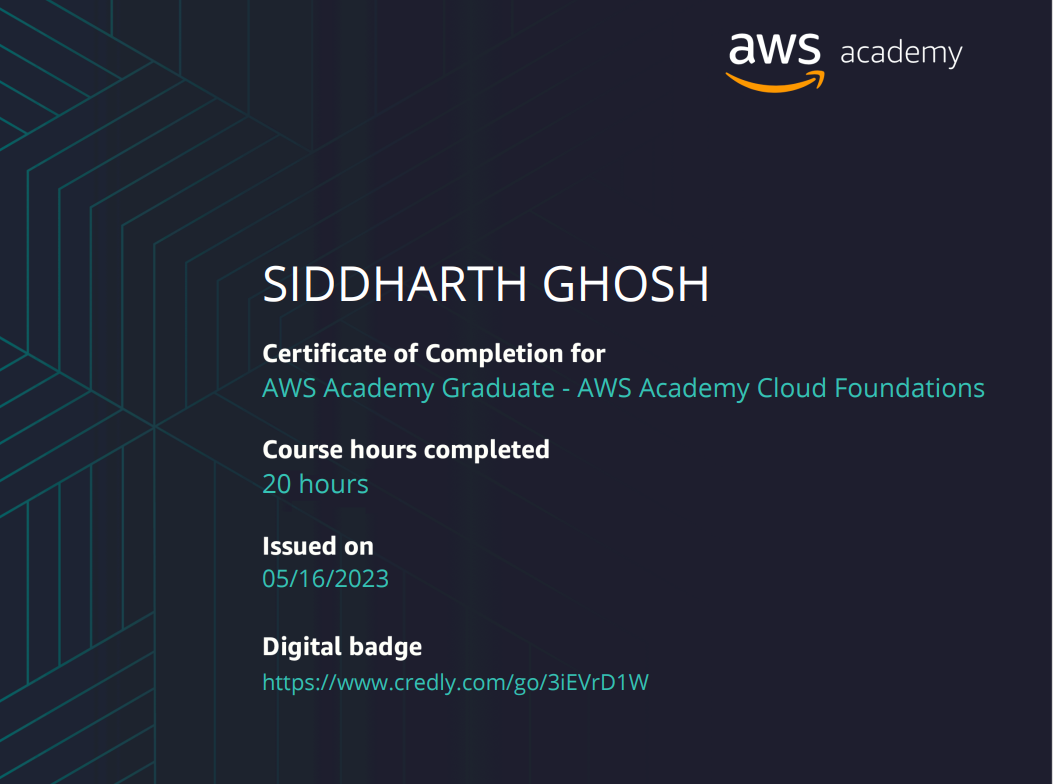 aws academy
SIDDHARTH GHOSH
Certificate of Completion for
AWS Academy Graduate - AWS Academy Cloud Foundations
Course hours completed
20 hours
Issued on
05/16/2023
Digital badge
https://www.credly.com/go/3iEVrD1W